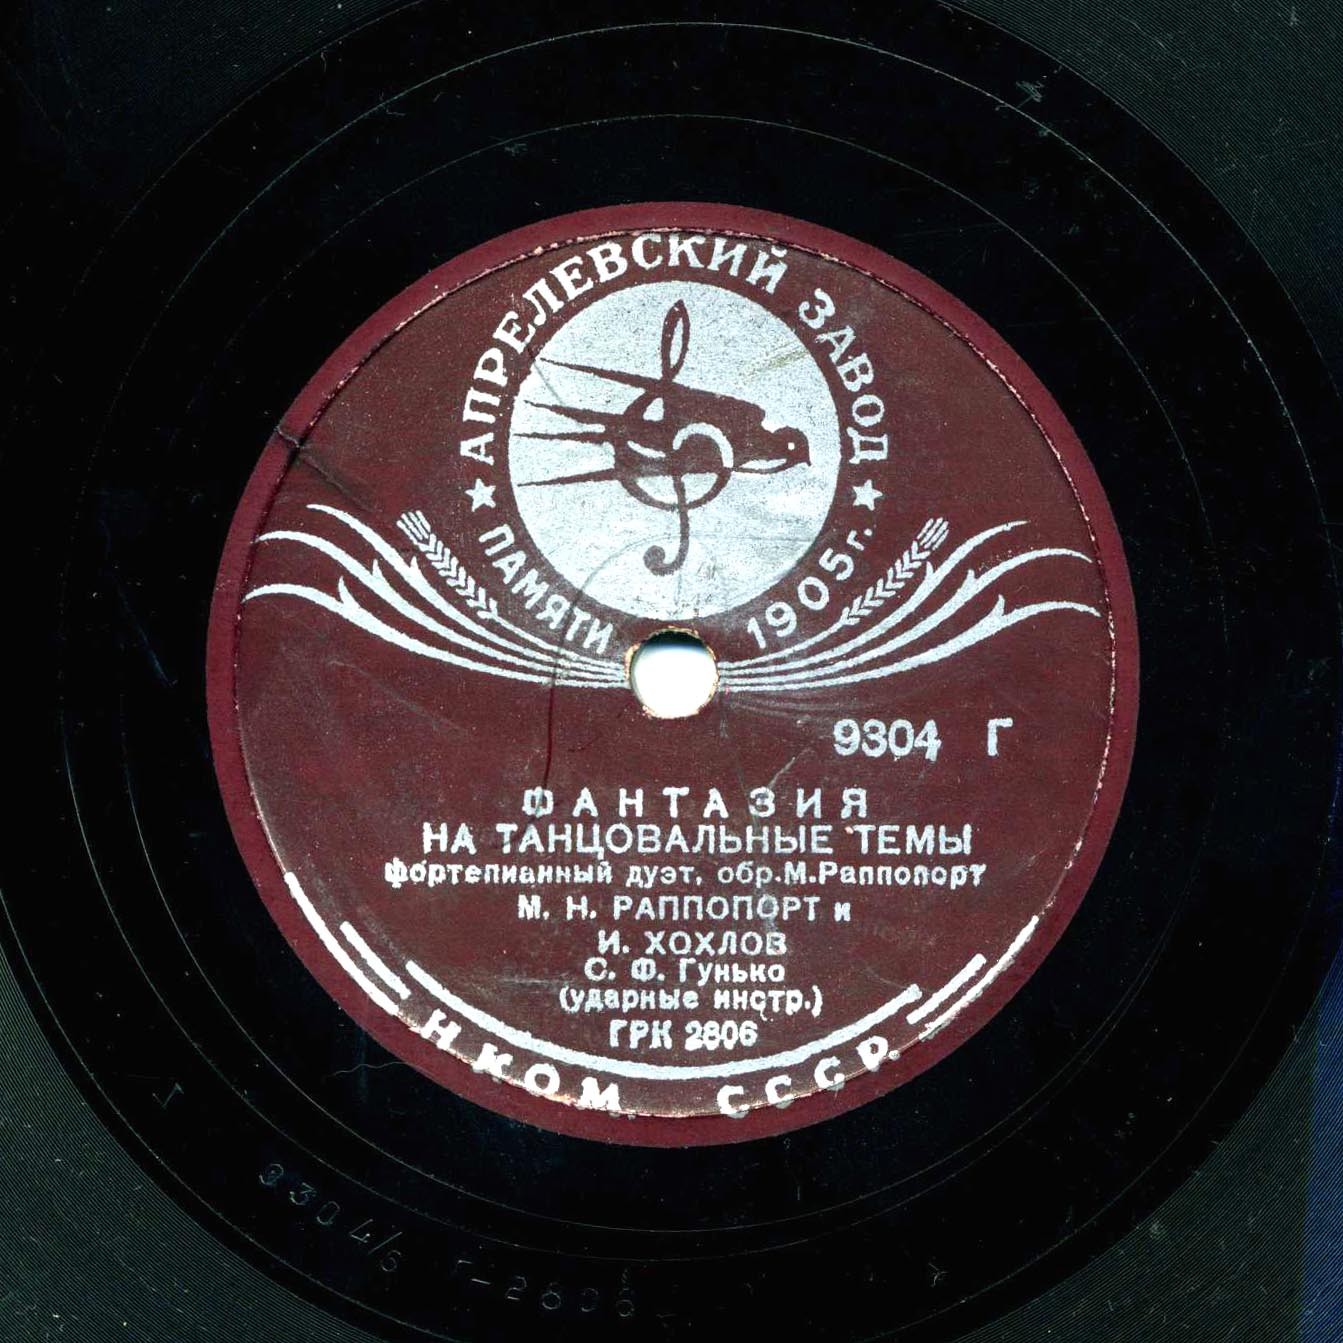 АПРЕЛЕВСКИЙ ЗАВОД
★ ПАМЯТИ 1905 г. ★
9304 Г
ФАНТАЗИЯ
НА ТАНЦОВАЛЬНЫЕ ТЕМЫ
фортепианный дуэт, обр. М. Раппопорт
М. Н. РАППОПОРТ и
И. ХОХЛОВ
С. Ф. Гунько
(ударные инстр.)
ГРК 2806
НКОМ СССР